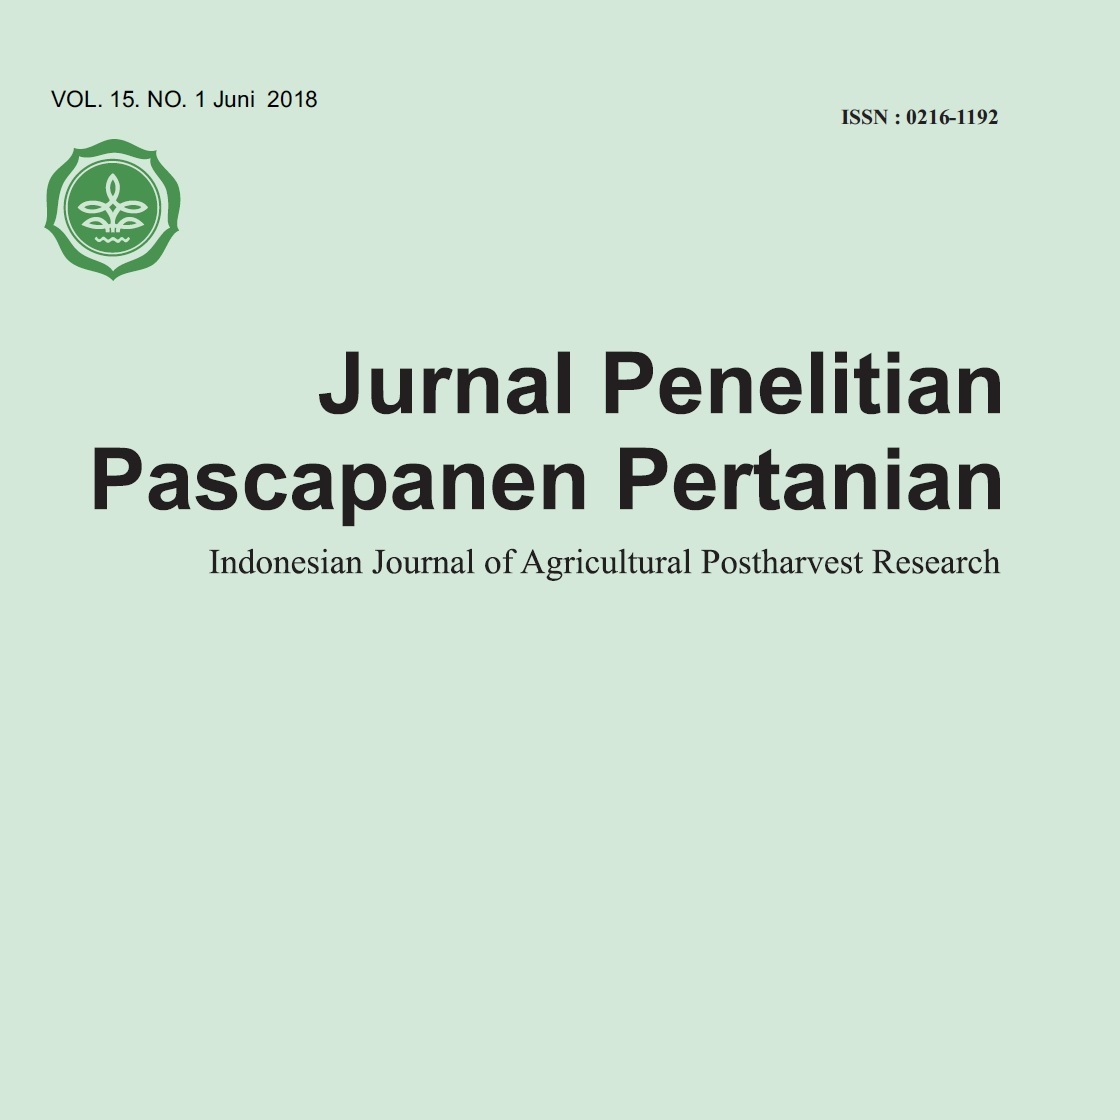 VOL. 15. NO. 1 Juni 2018
ISSN : 0216-1192
Jurnal Penelitian
Pascapanen Pertanian
Indonesian Journal of Agricultural Postharvest Research